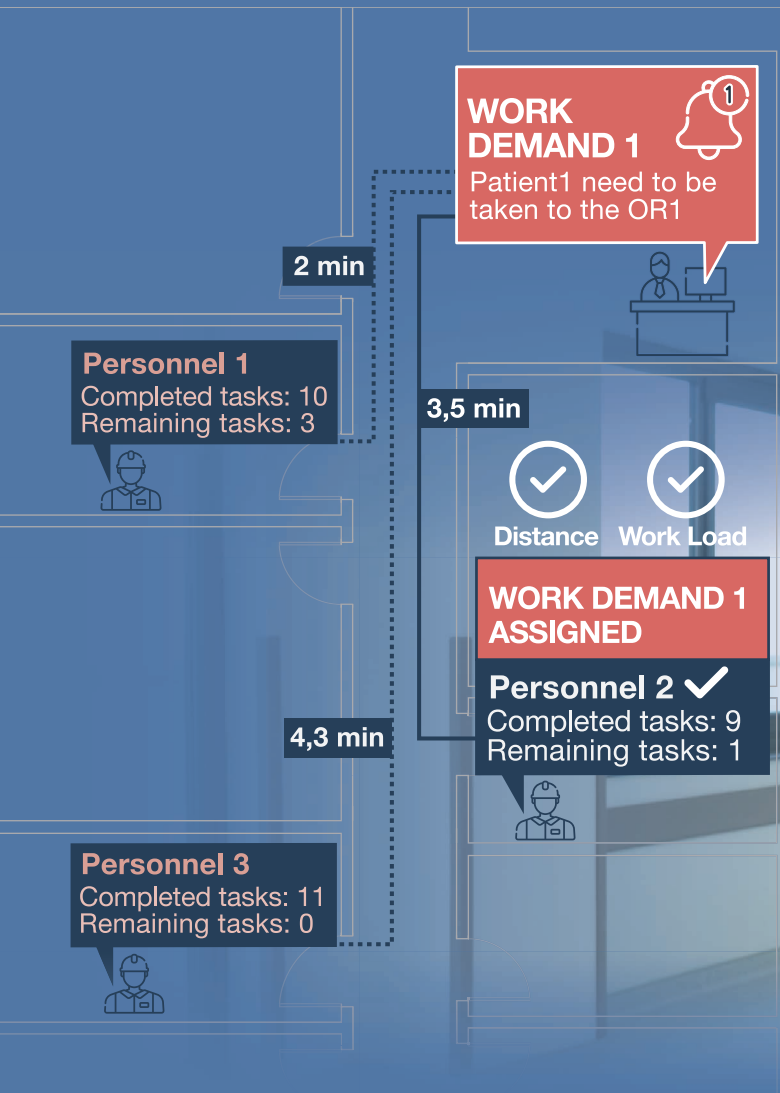 1
WORK
DEMAND 1
Patient1 need to be
taken to the OR1
2 min
Personnel 1
Completed tasks: 10
Remaining tasks: 3
3,5 min
Distance
Work Load
WORK DEMAND 1
ASSIGNED
Personnel 2
Completed tasks: 9
Remaining tasks: 1
4,3 min
Personnel 3
Completed tasks: 11
Remaining tasks: 0